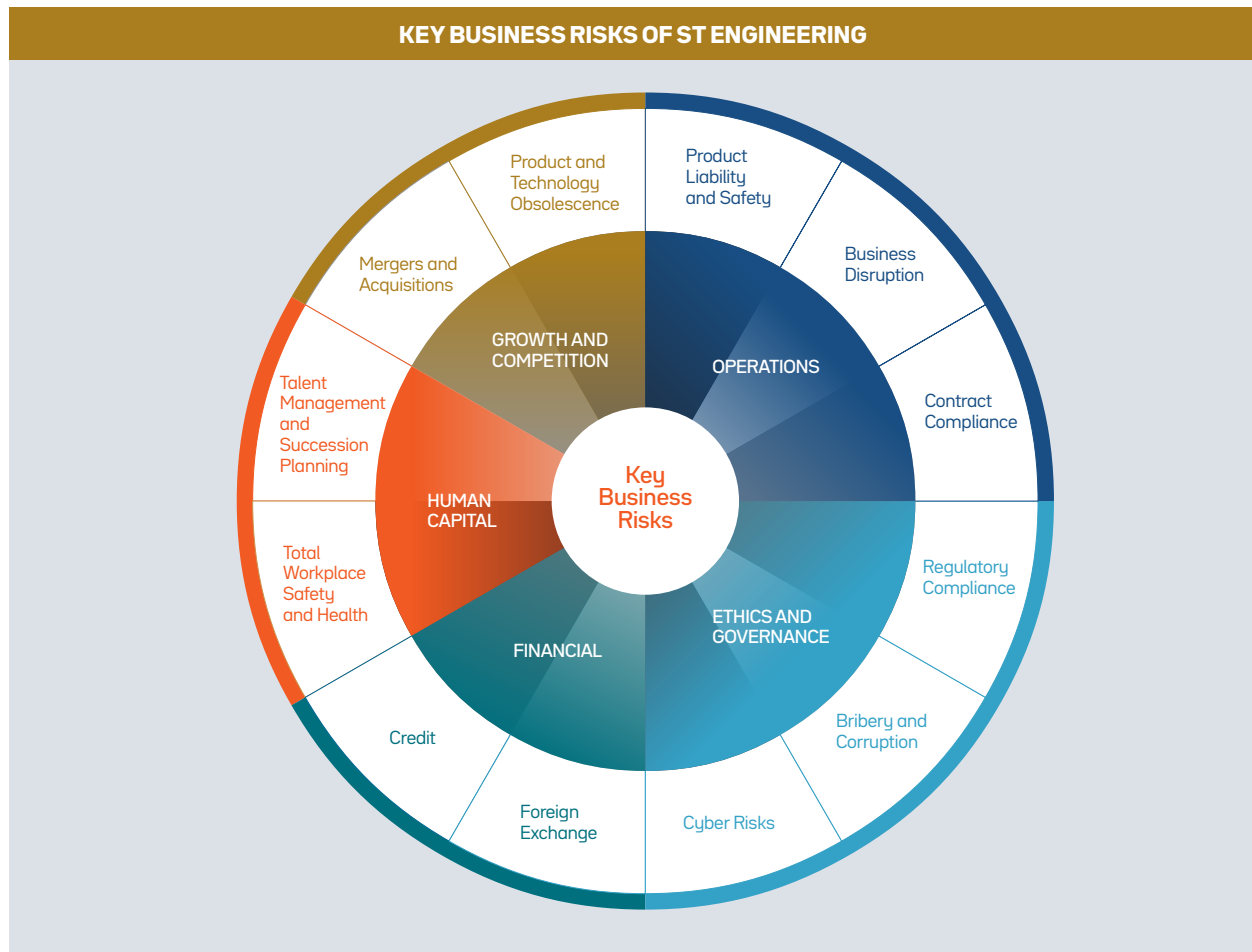 KEY BUSINESS RISKS OF ST ENGINEERING
Product and
Technology
Obsolescence
Product
Liability
and Safety
Mergers and
Acquisitions
Business
Disruption
GROWTH AND
COMPETITION
OPERATIONS
Talent
Management
and
Succession
Planning
Contract
Compliance
Key
Business
Risks
HUMAN
CAPITAL
Total
Workplace
Safety
and Health
Regulatory
Compliance
FINANCIAL
ETHICS AND
GOVERNANCE
Credit
Bribery and
Corruption
Foreign
Exchange
Cyber Risks